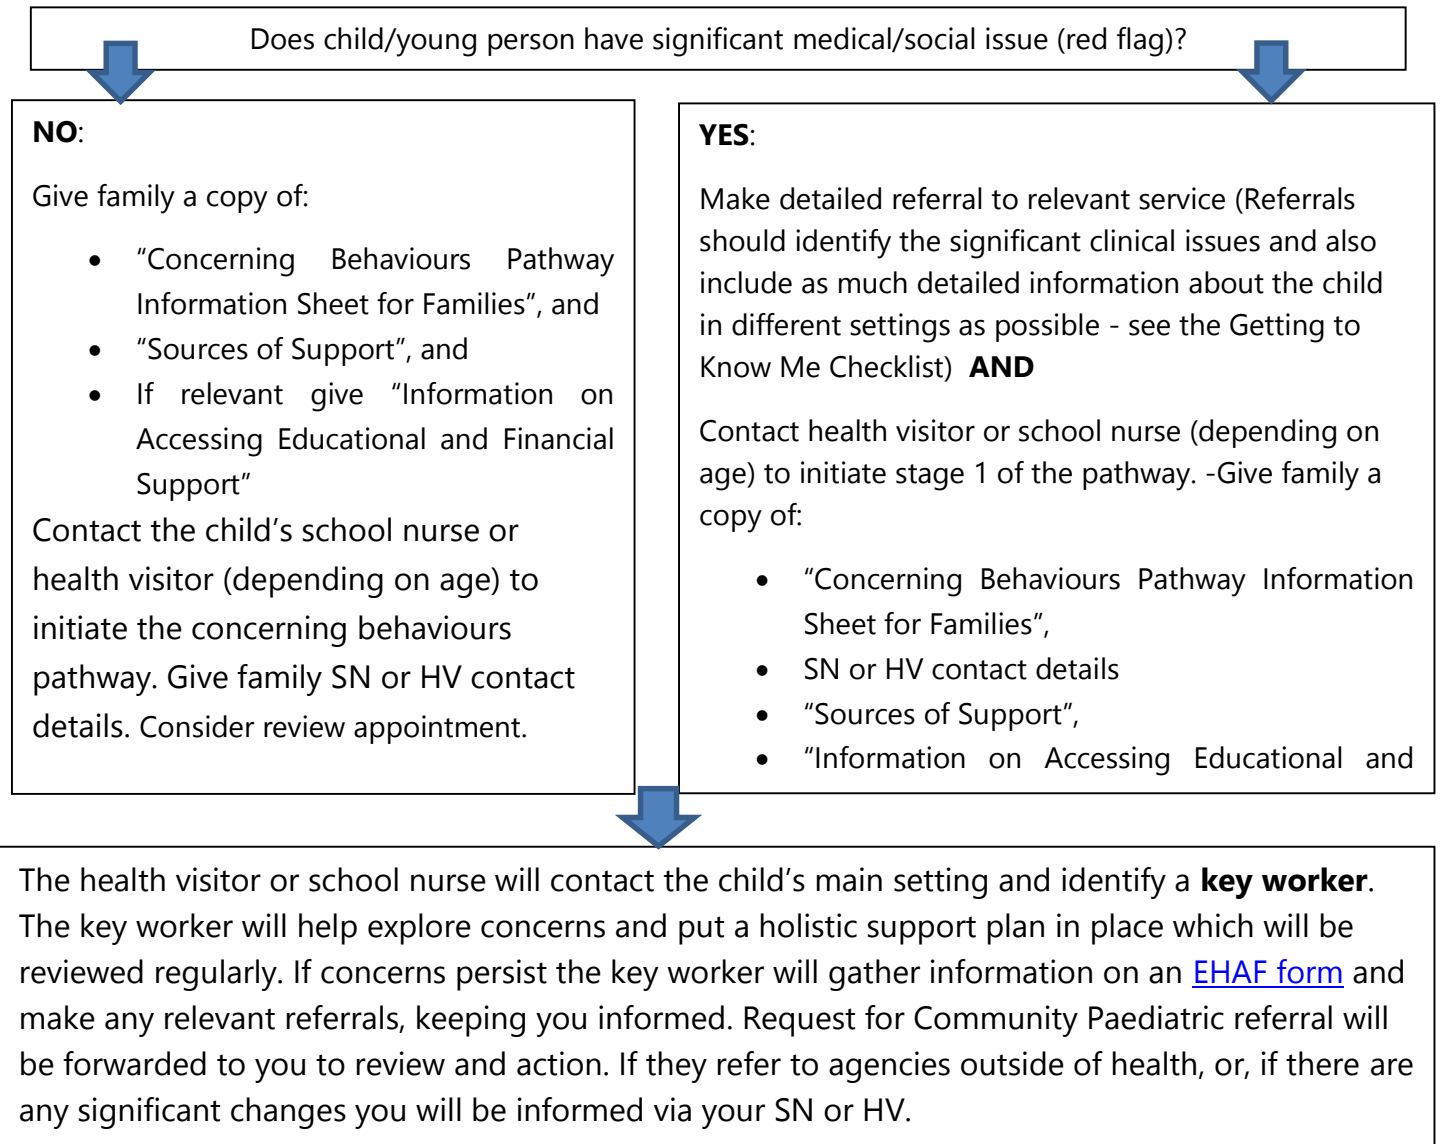 Does child/young person have significant medical/social issue (red flag)?
NO:
Give family a copy of:
• “Concerning Behaviours Pathway
Information Sheet for Families”, and
• “Sources of Support”, and
• If relevant give “Information on
Accessing Educational and Financial
Support”
Contact the child’s school nurse or
health visitor (depending on age) to
initiate the concerning behaviours
pathway. Give family SN or HV contact
details. Consider review appointment.
YES:
Make detailed referral to relevant service (Referrals
should identify the significant clinical issues and also
include as much detailed information about the child
in different settings as possible - see the Getting to
Know Me Checklist) AND
Contact health visitor or school nurse (depending on
age) to initiate stage 1 of the pathway. -Give family a
copy of:
• “Concerning Behaviours Pathway Information
Sheet for Families”,
• SN or HV contact details
• “Sources of Support”,
• “Information on Accessing Educational and
The health visitor or school nurse will contact the child’s main setting and identify a key worker.
The key worker will help explore concerns and put a holistic support plan in place which will be
reviewed regularly. If concerns persist the key worker will gather information on an EHAF form and
make any relevant referrals, keeping you informed. Request for Community Paediatric referral will
be forwarded to you to review and action. If they refer to agencies outside of health, or, if there are
any significant changes you will be informed via your SN or HV.